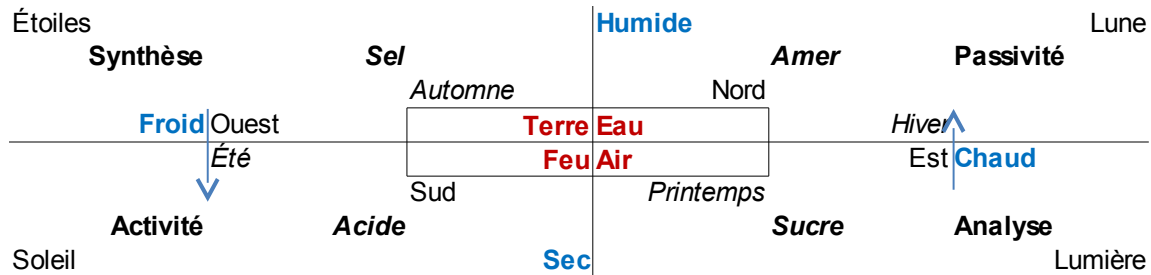 Étoiles Humide Lune
Synthèse Sel Amer Passivité
Automne Nord
Froid Ouest Terre Eau Hiver
Été Feu Air Est Chaud
Sud Printemps
Activité Acide Sucre Analyse
Soleil Sec Lumière